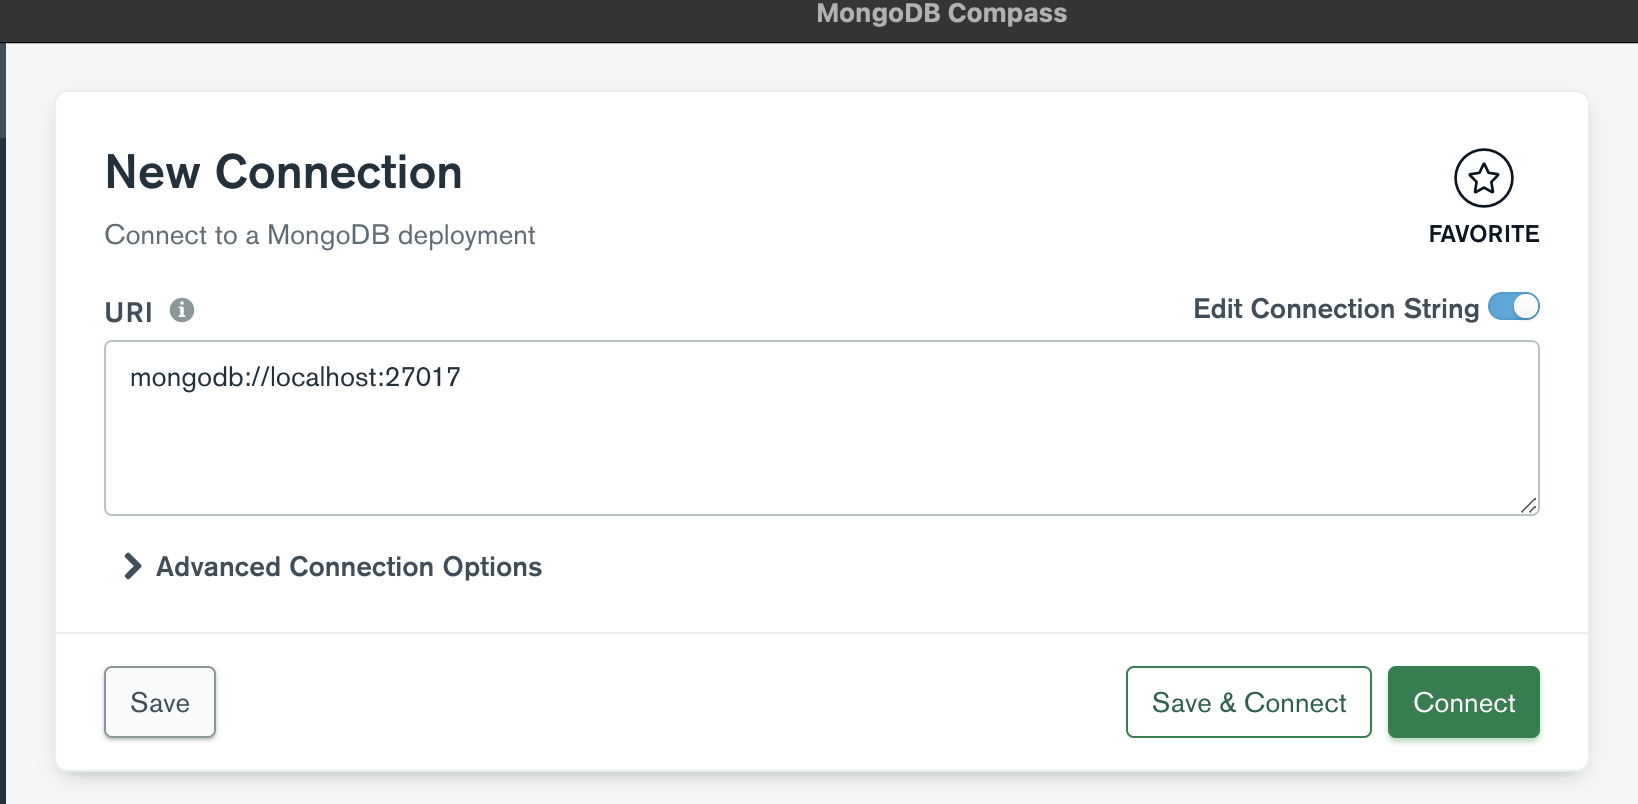 MongoDB Compass
New Connection
FAVORITE
Connect to a MongoDB deployment
URI
Edit Connection String
mongodb://localhost:27017
Advanced Connection Options
Save
Save & Connect
Connect